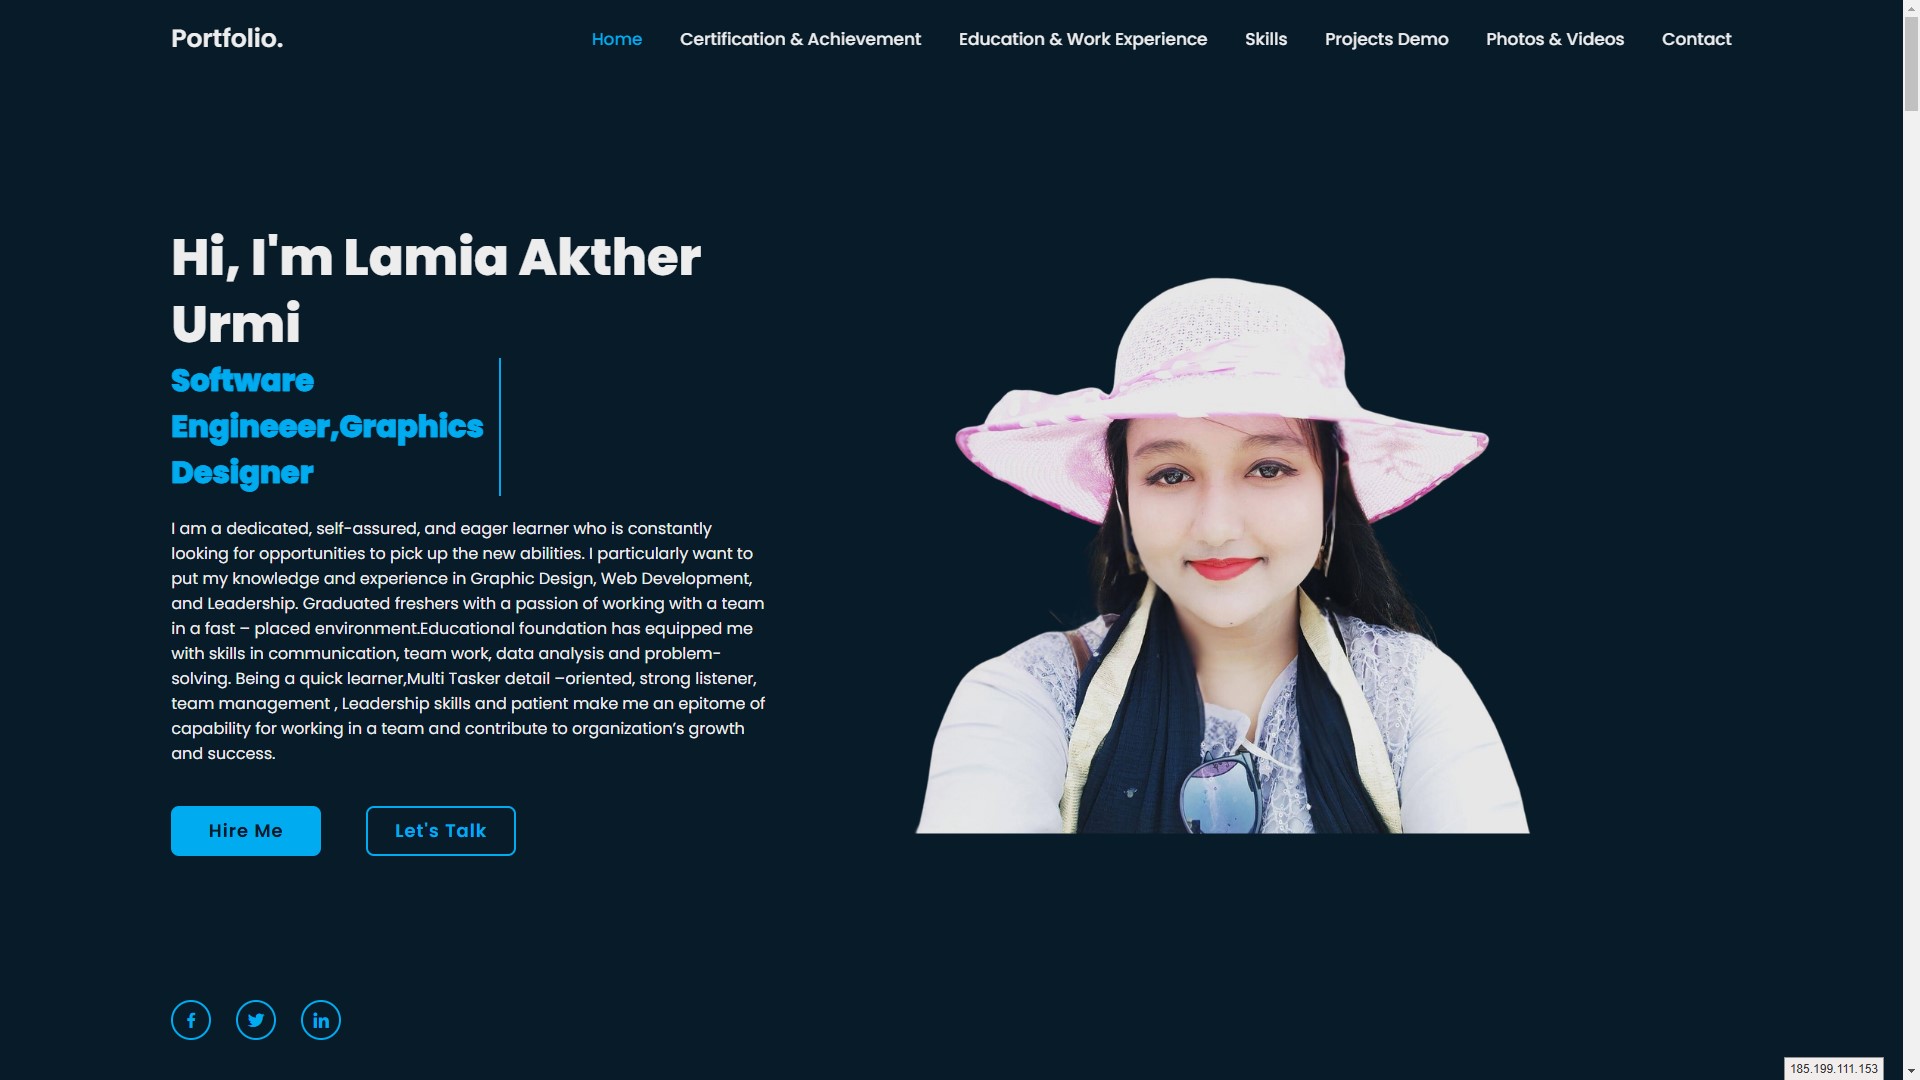 Portfolio.
Home Certification & Achievement Education & Work Experience Skills Projects Demo Photos & Videos Contact
Hi, I'm Lamia Akther
Urmi
Software
Engineeer,Graphics
Designer
I am a dedicated, self-assured, and eager learner who is constantly
looking for opportunities to pick up the new abilities. I particularly want to
put my knowledge and experience in Graphic Design, Web Development,
and Leadership. Graduated freshers with a passion of working with a team
in a fast – placed environment.Educational foundation has equipped me
with skills in communication, team work, data analysis and problem-
solving. Being a quick learner,Multi Tasker detail –oriented, strong listener,
team management , Leadership skills and patient make me an epitome of
capability for working in a team and contribute to organization’s growth
and success.
Hire Me Let's Talk
185.199.111.153